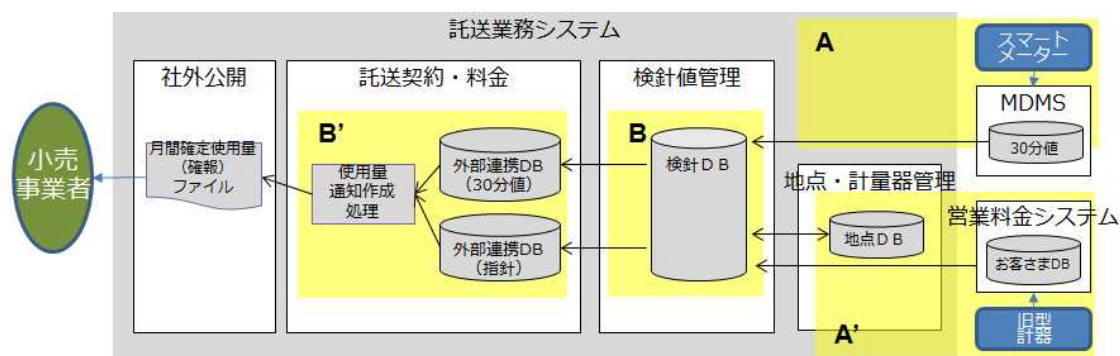 託送業務システム
A
スマート
メーター
社外公開
託送契約・料金
検針値管理
MDMS
30分値
B’
B
小売
事業者
月間確定使用量
(確報)
ファイル
使用量
通知作成
処理
外部連携DB
(30分値)
検針DB
外部連携DB
(指針)
地点・計量器管理
地点DB
営業料金システム
お客さまDB
A’
旧型
計器